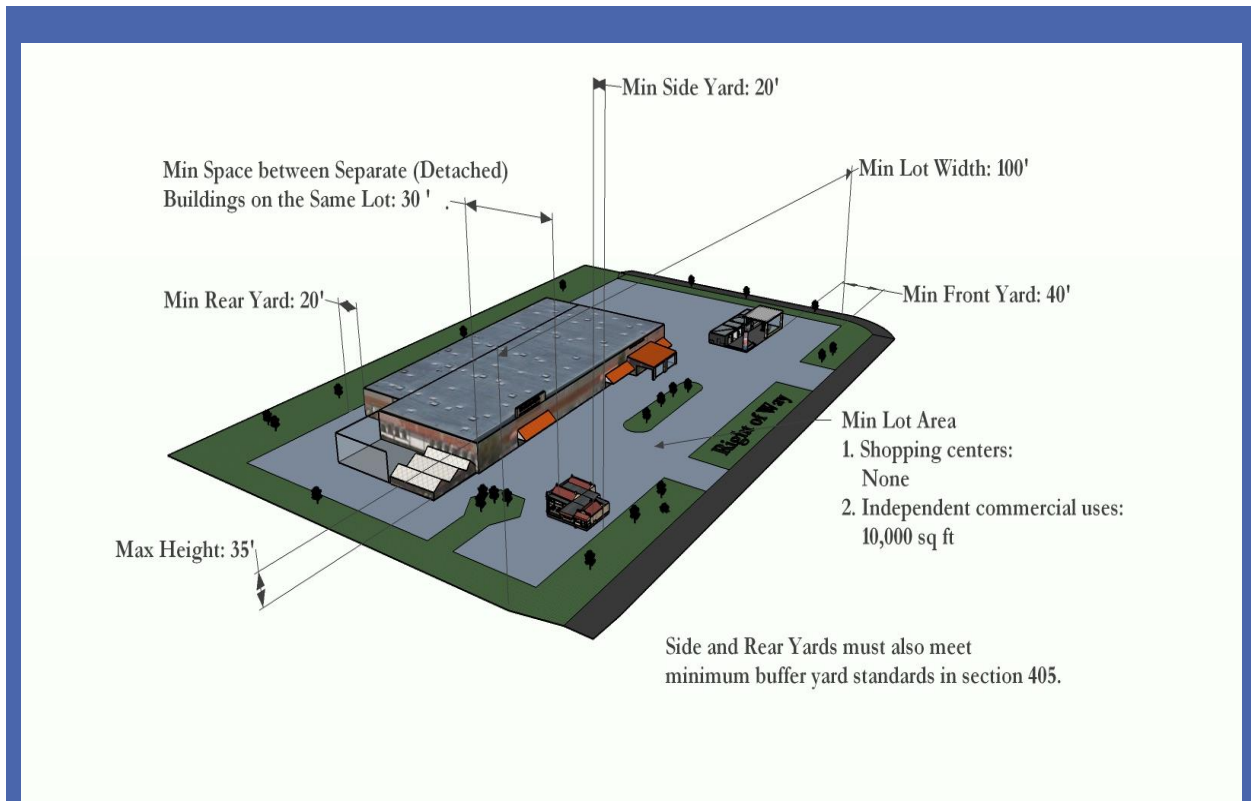 Min Side Yard: 20'
Min Space between Separate (Detached)
Buildings on the Same Lot: 30 '
Min Lot Width: 100'
Min Rear Yard: 20'
Min Front Yard: 40'
Right of Way
Min Lot Area
1. Shopping centers:
None
2. Independent commercial uses:
10,000 sq ft
Max Height: 35'
Side and Rear Yards must also meet
minimum buffer yard standards in section 405.